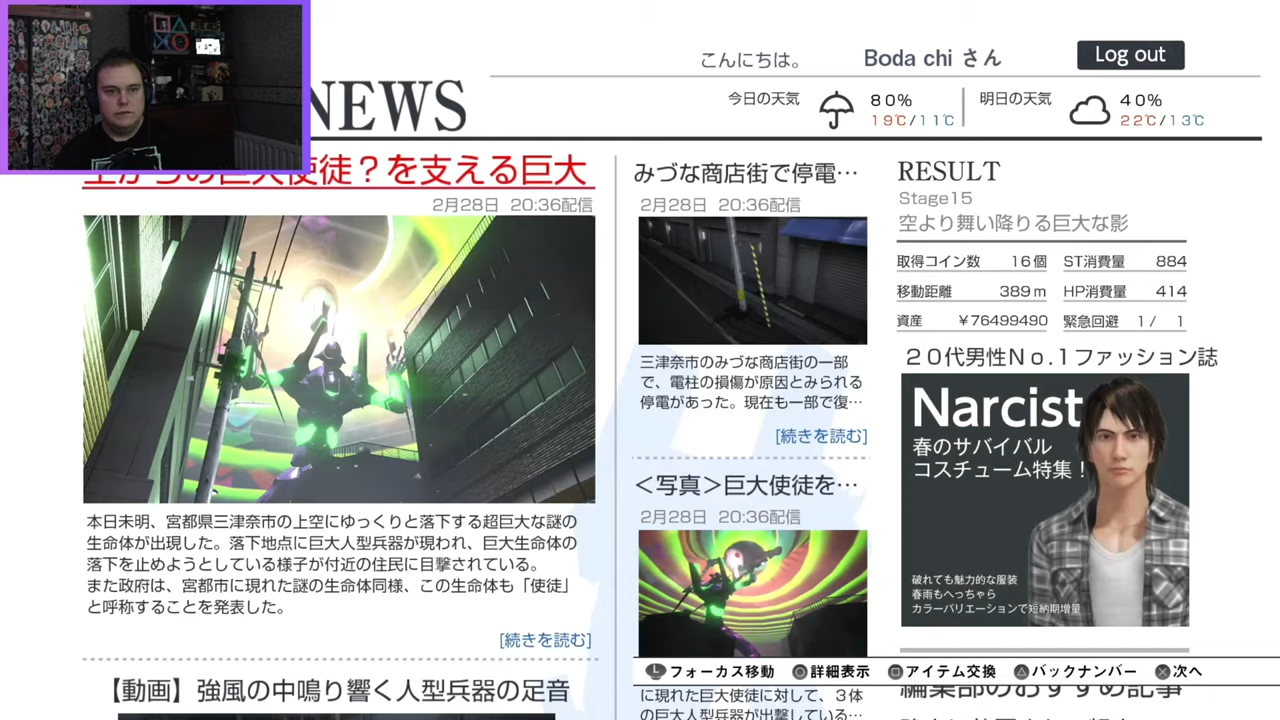 こんにちは。 Boda chi さん Log out
NEWS
今日の天気 80% 19℃/11℃ 明日の天気 40% 22℃/13℃
巨大使徒？を支える巨大
2月28日 20:36配信
本日未明、宮都県三津奈市の上空にゆっくりと落下する超巨大な謎の
生命体が出現した。落下地点に巨大人型兵器が現われ、巨大生命体の
落下を止めようとしている様子が付近の住民に目撃されている。
また政府は、宮都市に現れた謎の生命体同様、この生命体も「使徒」
と呼称することを発表した。
[続きを読む]
【動画】強風の中鳴り響く人型兵器の足音
みづな商店街で停電…
2月28日 20:36配信
三津奈市のみづな商店街の一部
で、電柱の損傷が原因とみられる
停電があった。現在も一部で復…
[続きを読む]
＜写真＞巨大使徒を…
2月28日 20:36配信
に現れた巨大使徒に対して、３体
の巨大人型兵器が出撃している…
RESULT
Stage15
空より舞い降りる巨大な影
取得コイン数 16個 ST消費量 884
移動距離 389m HP消費量 414
資産 ￥76499490 緊急回避 1/ 1
２０代男性Ｎｏ.１ファッション誌
Narcist
春のサバイバル
コスチューム特集！
破れても魅力的な服装
春雨もへっちゃら
カラーバリエーションで短納期増量
フォーカス移動 詳細表示 アイテム交換 バックナンバー 次へ
編集部のおすすめ記事